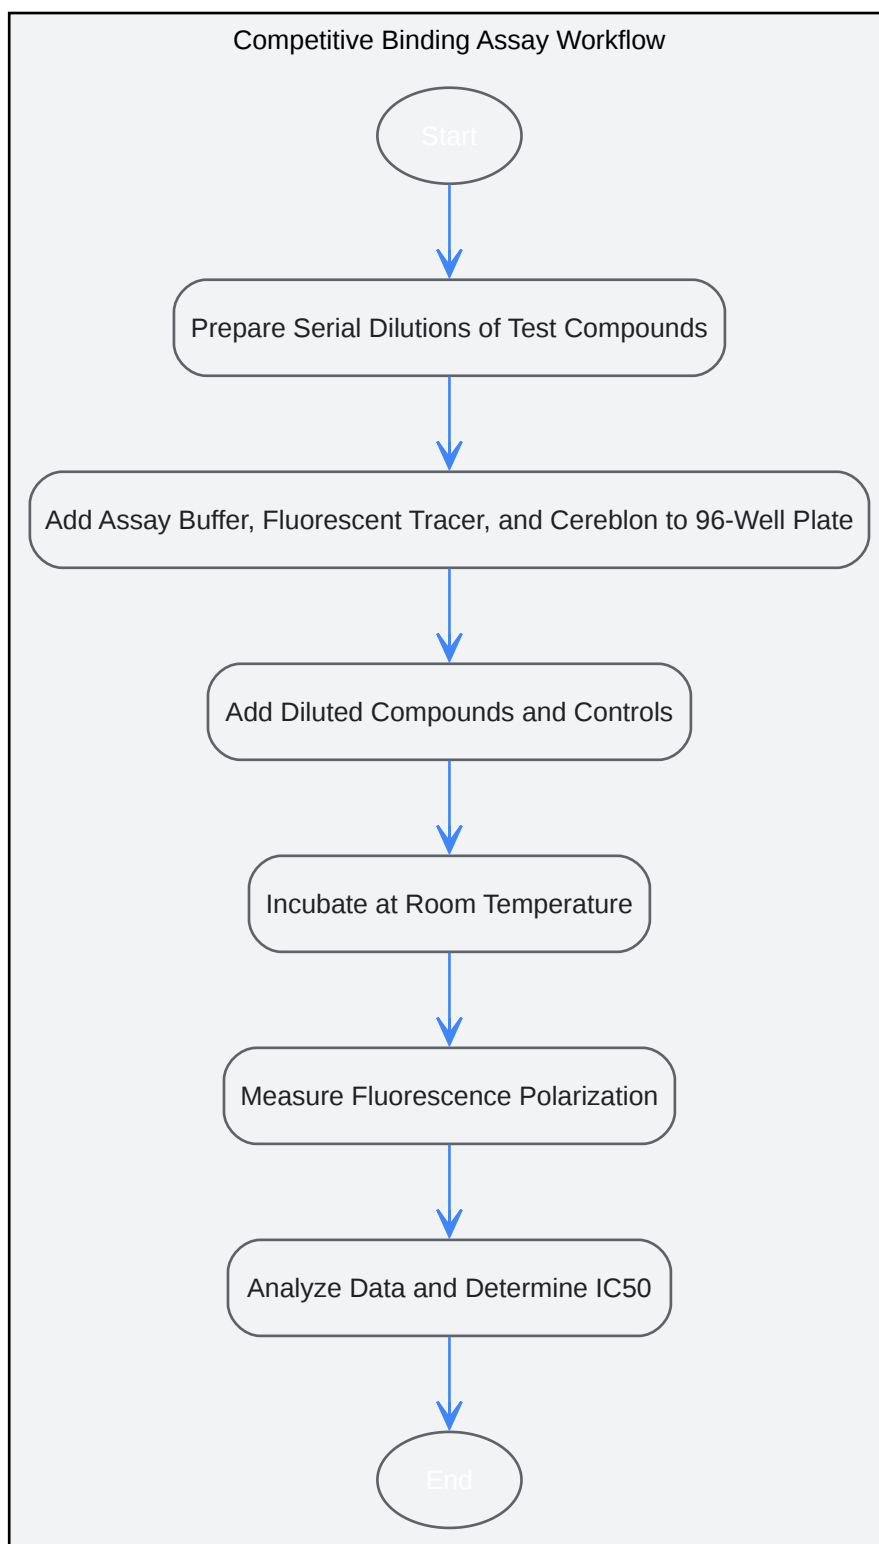 Competitive Binding Assay Workflow
Start
Prepare Serial Dilutions of Test Compounds
Add Assay Buffer, Fluorescent Tracer, and Cereblon to 96-Well Plate
Add Diluted Compounds and Controls
Incubate at Room Temperature
Measure Fluorescence Polarization
Analyze Data and Determine IC50
End